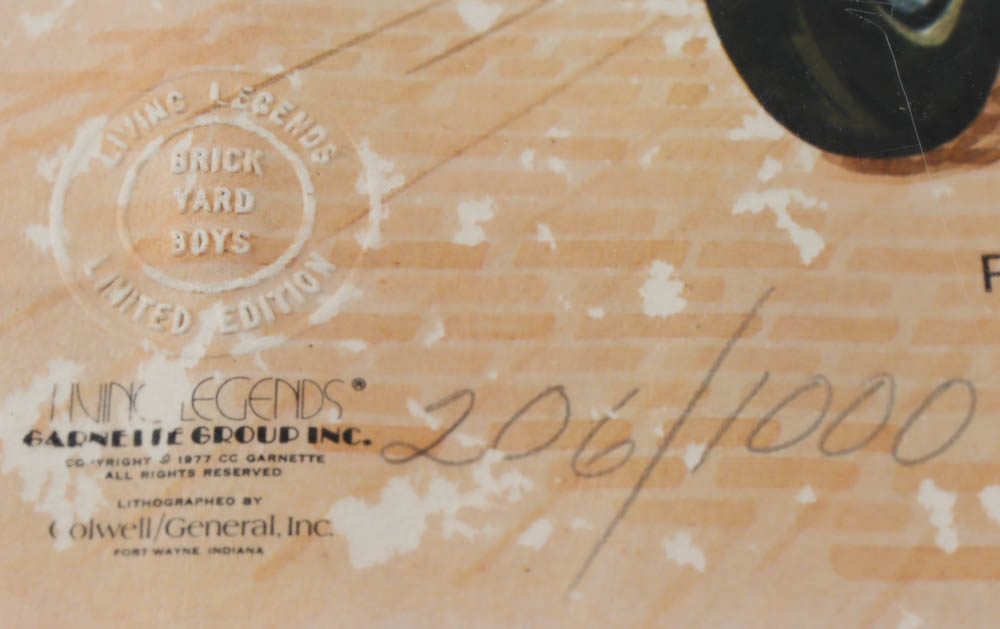 LIVING LEGENDS
BRICK
YARD
BOYS
LIMITED EDITION
LIVING LEGENDS®
GARNETTE GROUP INC.
COPYRIGHT © 1977 CC GARNETTE
ALL RIGHTS RESERVED
LITHOGRAPHED BY
Colwell/General, Inc.
FORT WAYNE INDIANA
206/1000